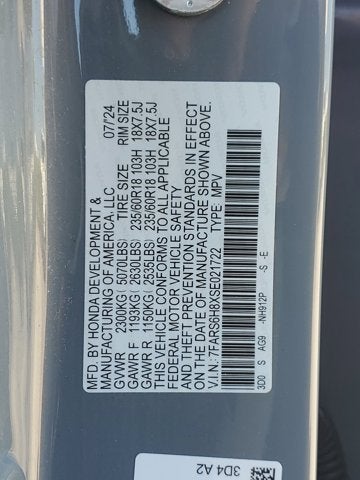 MFD. BY HONDA DEVELOPMENT & 07/'24
MANUFACTURING OF AMERICA, LLC
TIRE SIZE RIM SIZE
GVWR 2300KG( 5070LBS)
GAWR F 1193KG( 2630LBS) 235/60R18 103H 18X7.5J
GAWR R 1150KG( 2535LBS) 235/60R18 103H 18X7.5J
THIS VEHICLE CONFORMS TO ALL APPLICABLE
FEDERAL MOTOR VEHICLE SAFETY
AND THEFT PREVENTION STANDARDS IN EFFECT
ON THE DATE OF MANUFACTURE SHOWN ABOVE.
V.I.N: 7FARS6H8XSE021722 TYPE: MPV
3D0 S AG9 -NH912P -S -E
3D4 A2